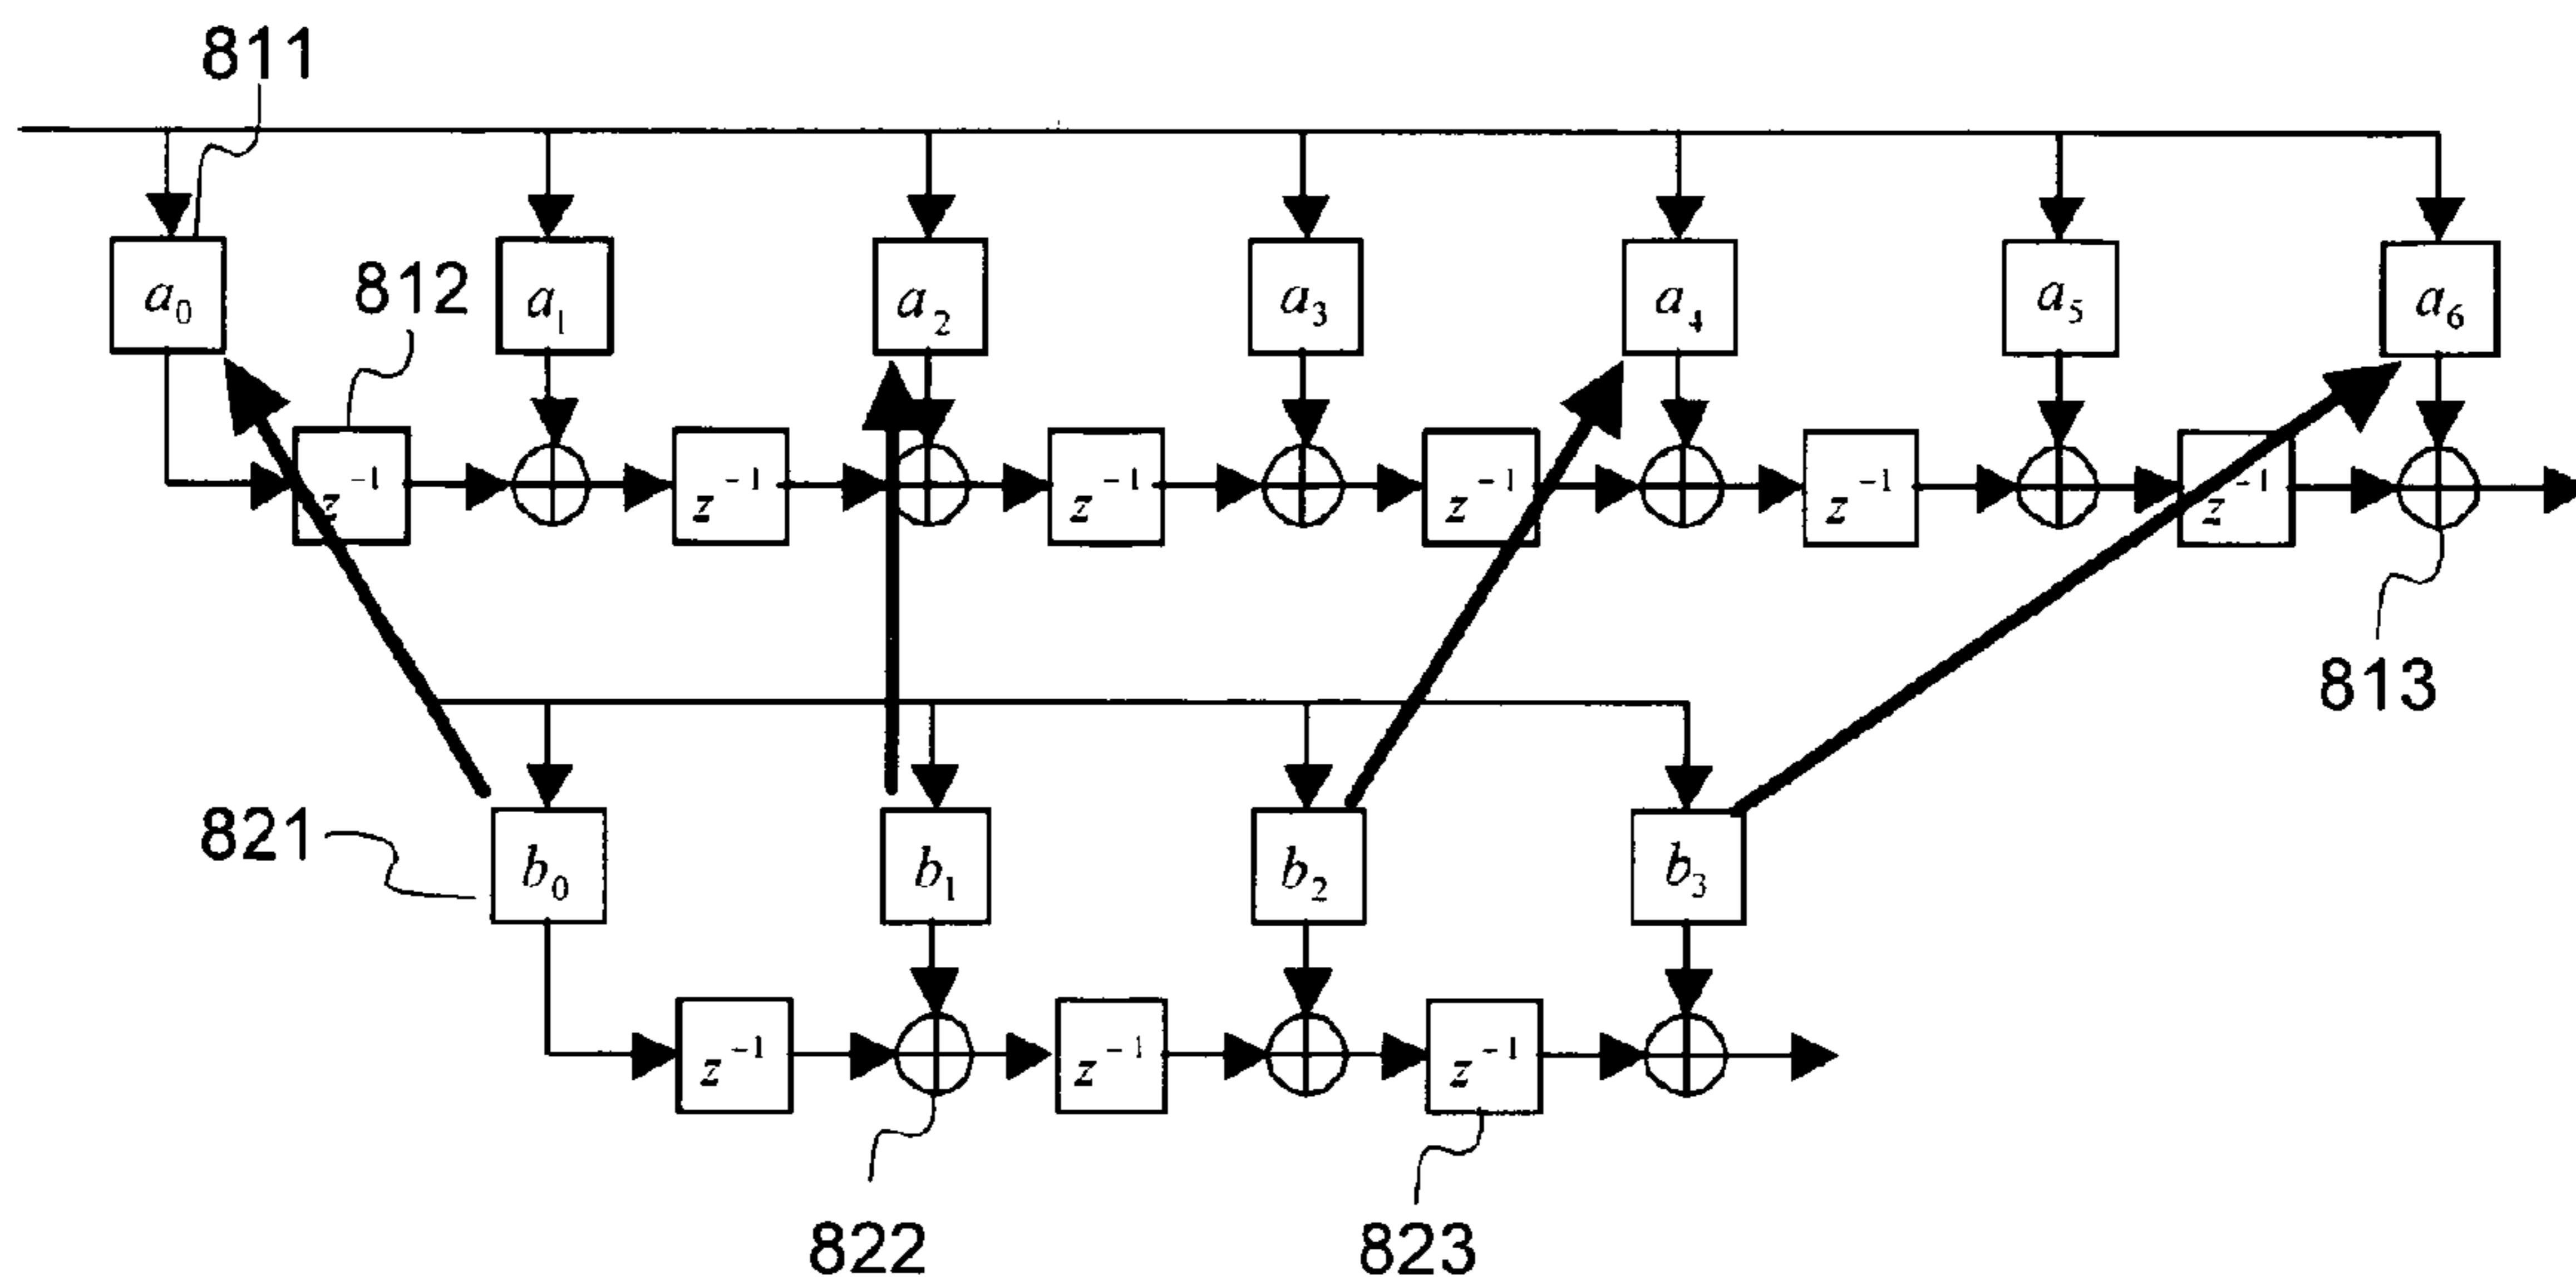 811
a₀ a₁ a₂ a₃ a₄ a₅ a₆
812
z⁻¹ z⁻¹ z⁻¹ z⁻¹ z⁻¹ z⁻¹
813
821
b₀ b₁ b₂ b₃
z⁻¹ z⁻¹ z⁻¹
822 823